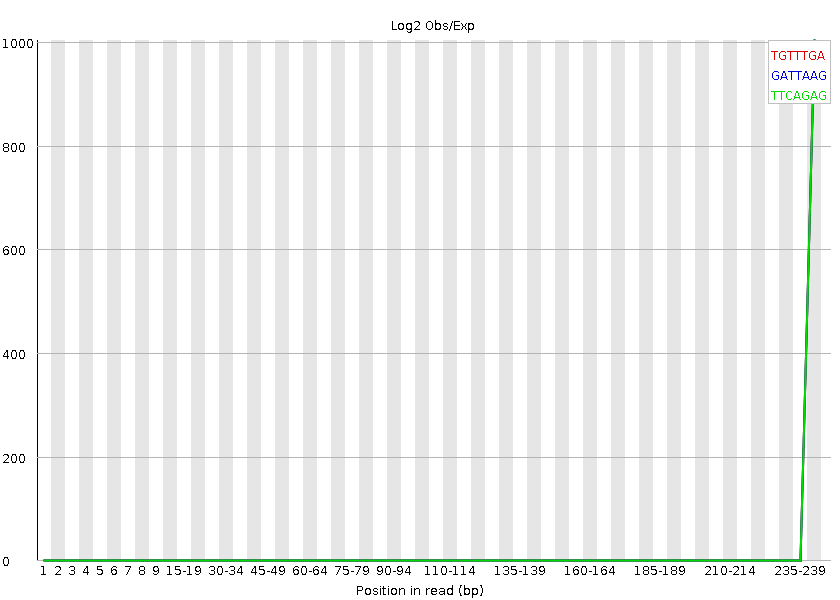 Log2 Obs/Exp
1000
800
600
400
200
0
TGTTTGA
GATTAAG
TTCAGAG
1 2 3 4 5 6 7 8 9 15-19 30-34 45-49 60-64 75-79 90-94 110-114 135-139 160-164 185-189 210-214 235-239
Position in read (bp)